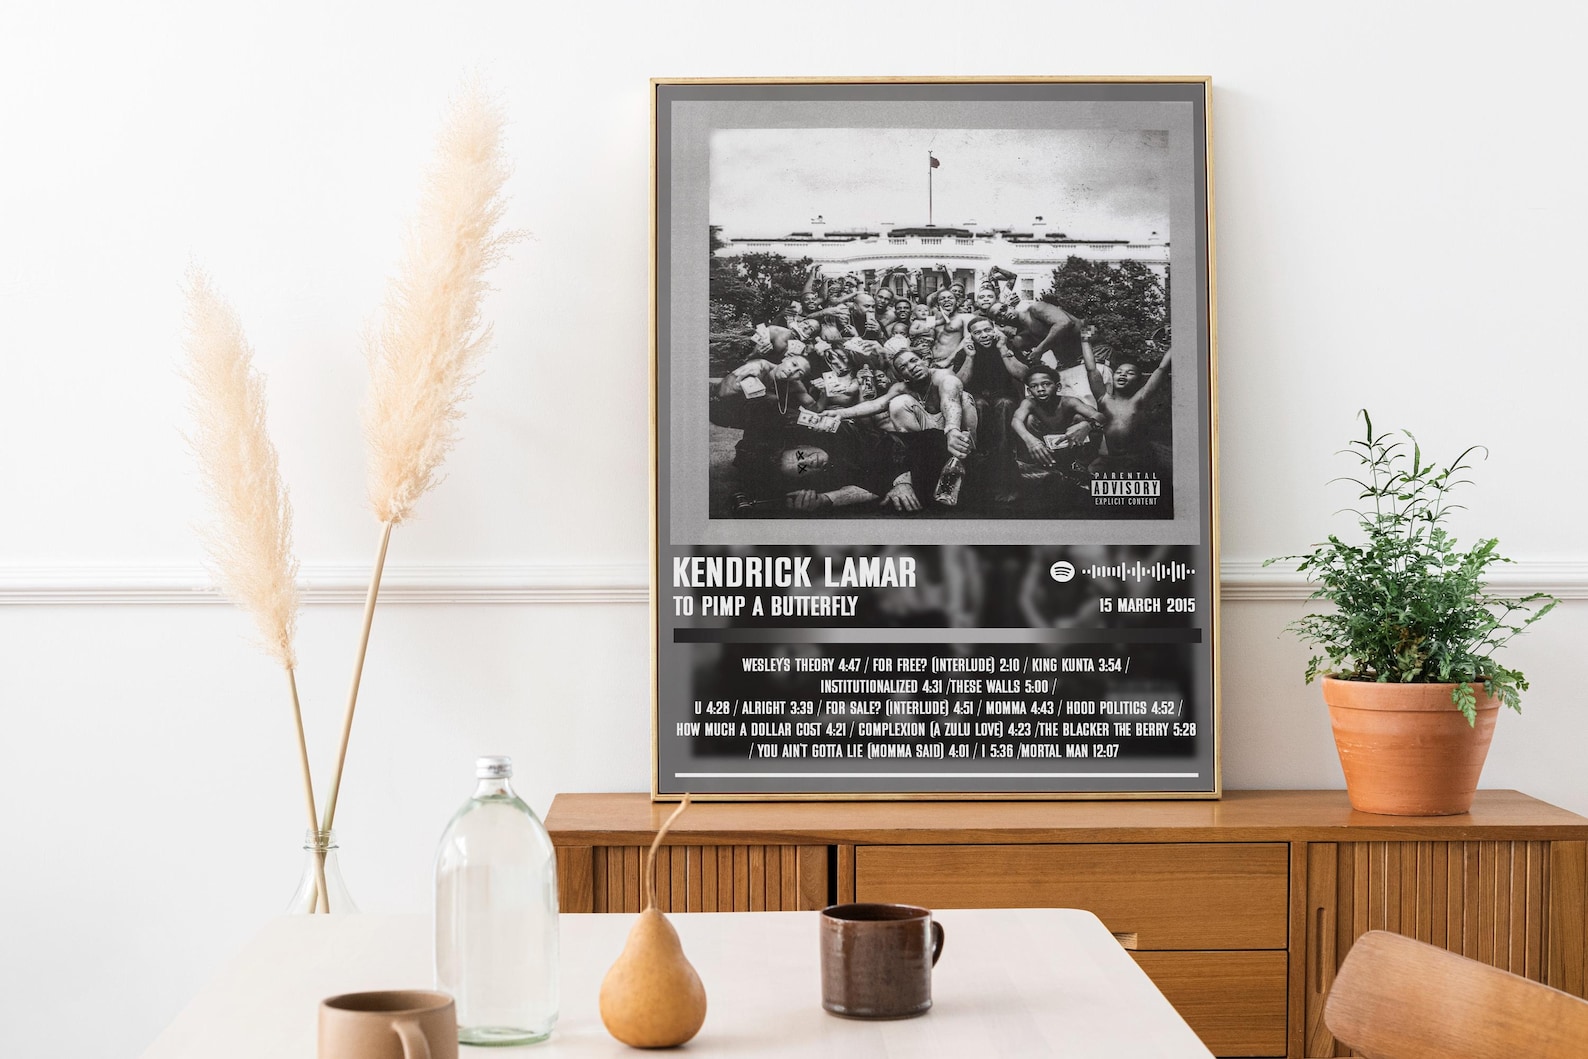 PARENTAL
ADVISORY
EXPLICIT CONTENT
KENDRICK LAMAR
TO PIMP A BUTTERFLY
15 MARCH 2015
WESLEY'S THEORY 4:47 / FOR FREE? (INTERLUDE) 2:10 / KING KUNTA 3:54 /
INSTITUTIONALIZED 4:31 /THESE WALLS 5:00 /
U 4:28 / ALRIGHT 3:39 / FOR SALE? (INTERLUDE) 4:51 / MOMMA 4:43 / HOOD POLITICS 4:52 /
HOW MUCH A DOLLAR COST 4:21 / COMPLEXION (A ZULU LOVE) 4:23 /THE BLACKER THE BERRY 5:28
/ YOU AIN'T GOTTA LIE (MOMMA SAID) 4:01 / I 5:36 /MORTAL MAN 12:07